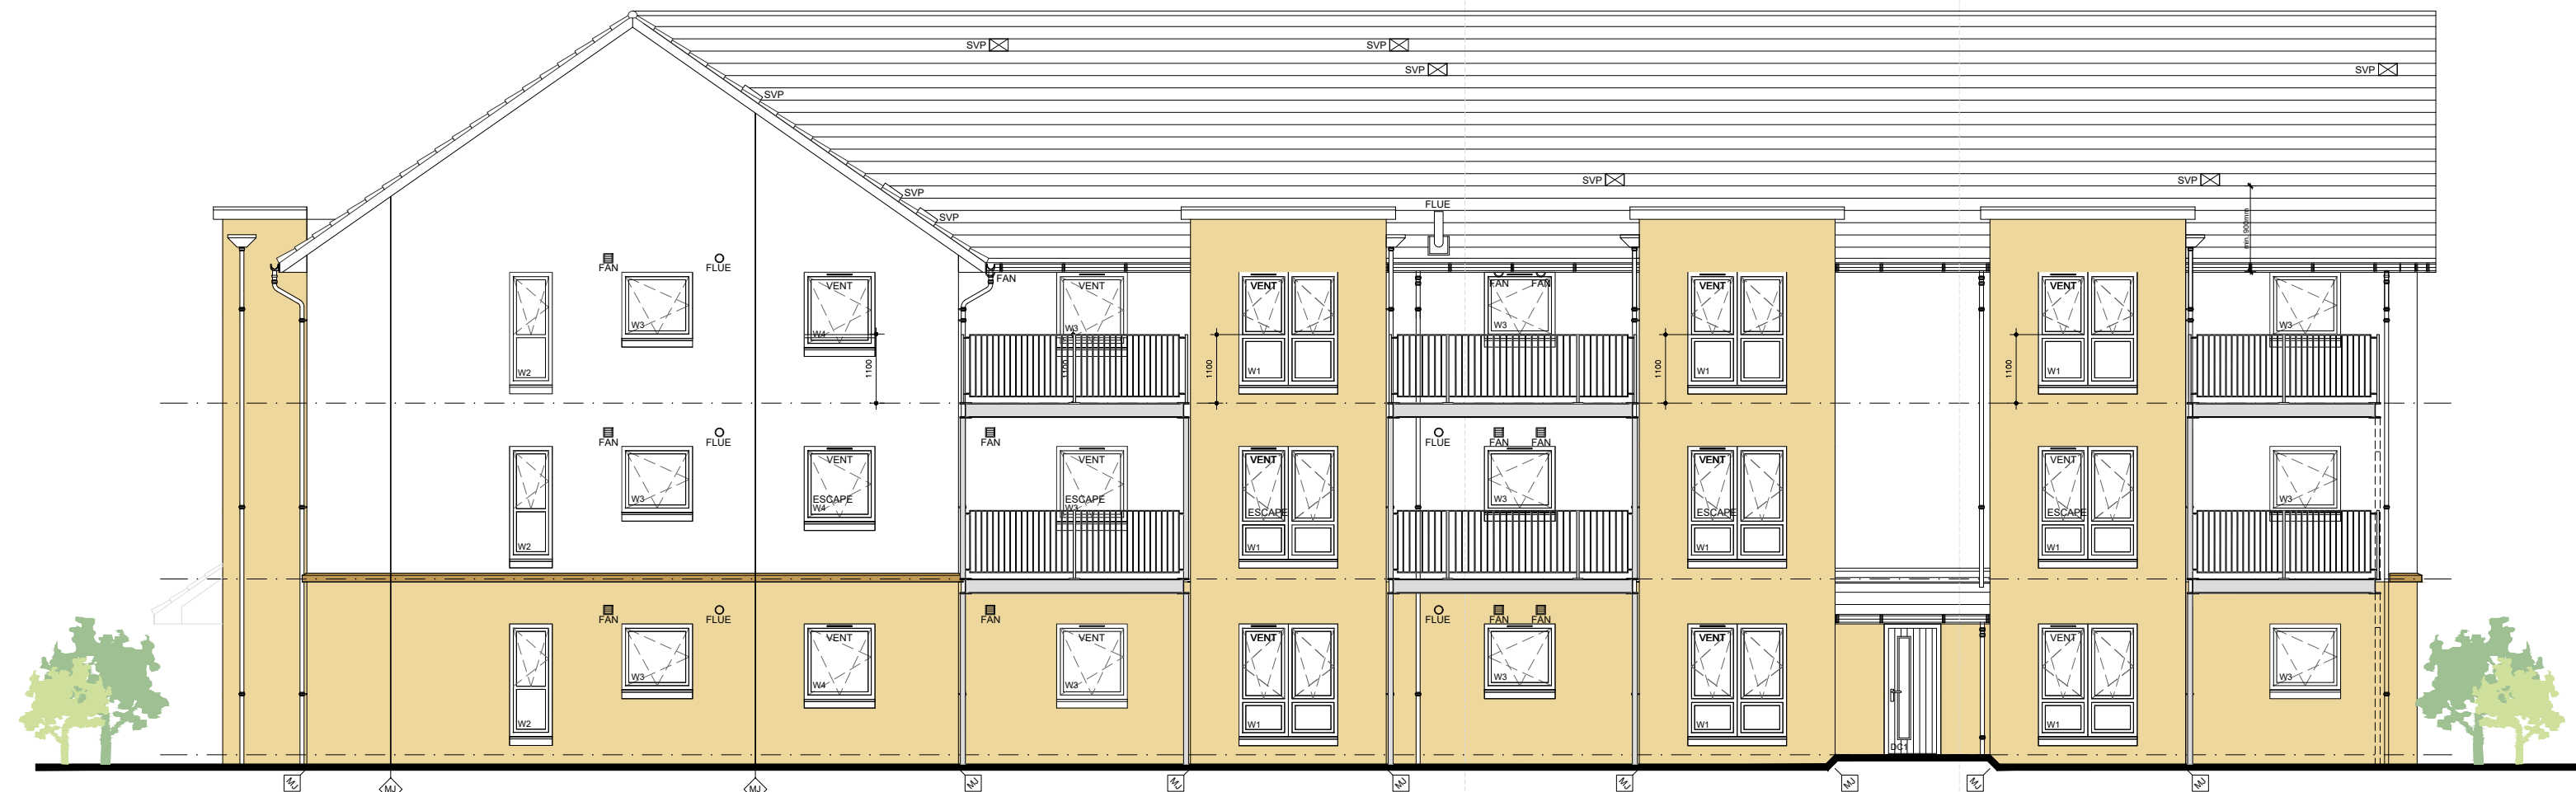 SVP SVP
SVP SVP
SVP
SVP SVP
SVP
FLUE
SVP
min. 900mm
FAN FLUE FAN
VENT VENT VENT FAN FAN VENT VENT
W3 W4 W3 W3 W3
1100 1100 1100 1100 1100
W2 W1 W1 W1
FAN FLUE FAN FLUE FAN FAN
VENT VENT VENT VENT VENT
W3 ESCAPE ESCAPE W3 W3
W4 W3 ESCAPE ESCAPE ESCAPE
W2 W1 W1 W1
FAN FLUE FAN FLUE FAN FAN
VENT VENT VENT VENT VENT
W3 W4 W3 W3 W3
W2 W1 W1 W1
DC1
MJ MJ MJ MJ MJ MJ MJ MJ MJ MJ